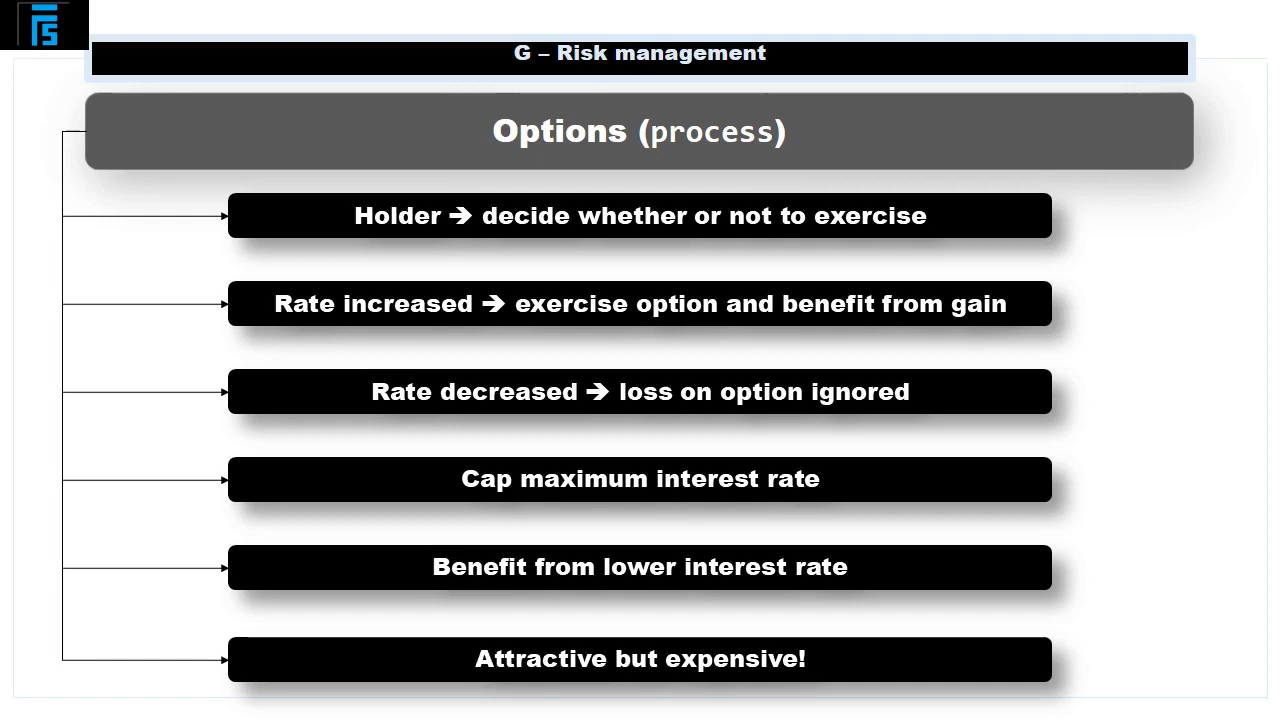 G – Risk management
Options (process)
Holder ➔ decide whether or not to exercise
Rate increased ➔ exercise option and benefit from gain
Rate decreased ➔ loss on option ignored
Cap maximum interest rate
Benefit from lower interest rate
Attractive but expensive!